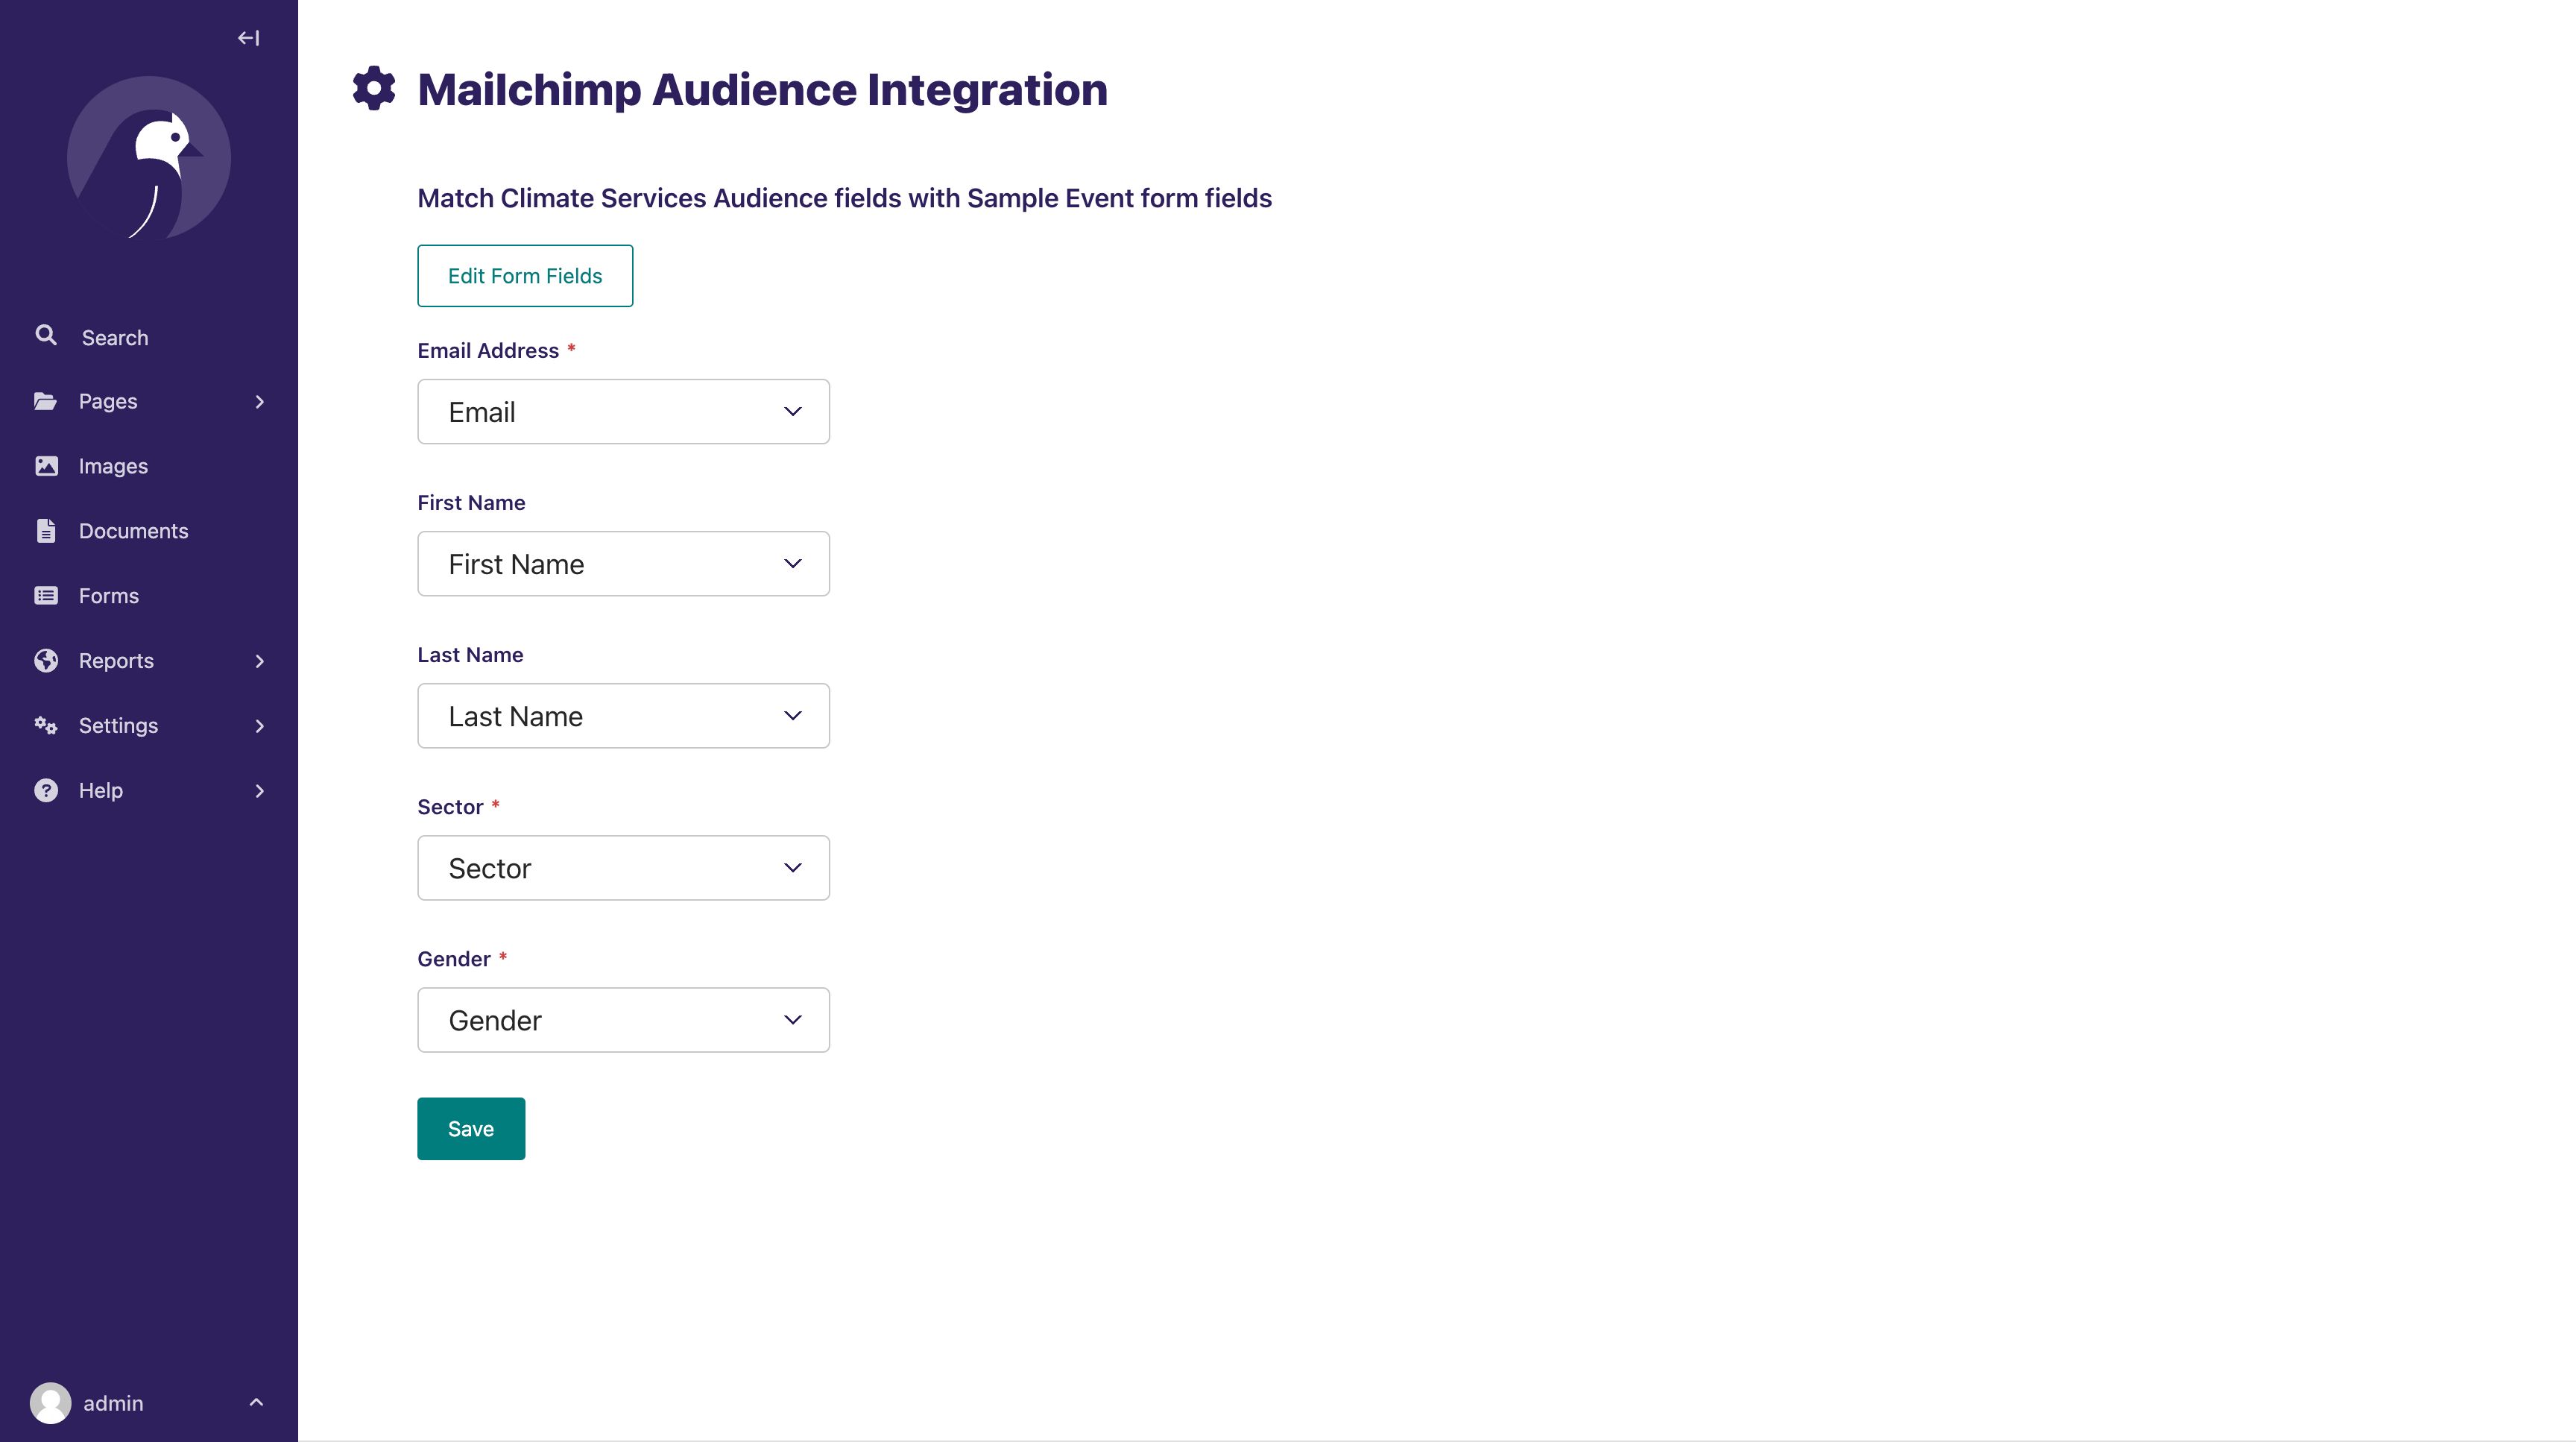 Search
Pages
Images
Documents
Forms
Reports
Settings
Help
admin
Mailchimp Audience Integration
Match Climate Services Audience fields with Sample Event form fields
Edit Form Fields
Email Address *
Email
First Name
First Name
Last Name
Last Name
Sector *
Sector
Gender *
Gender
Save